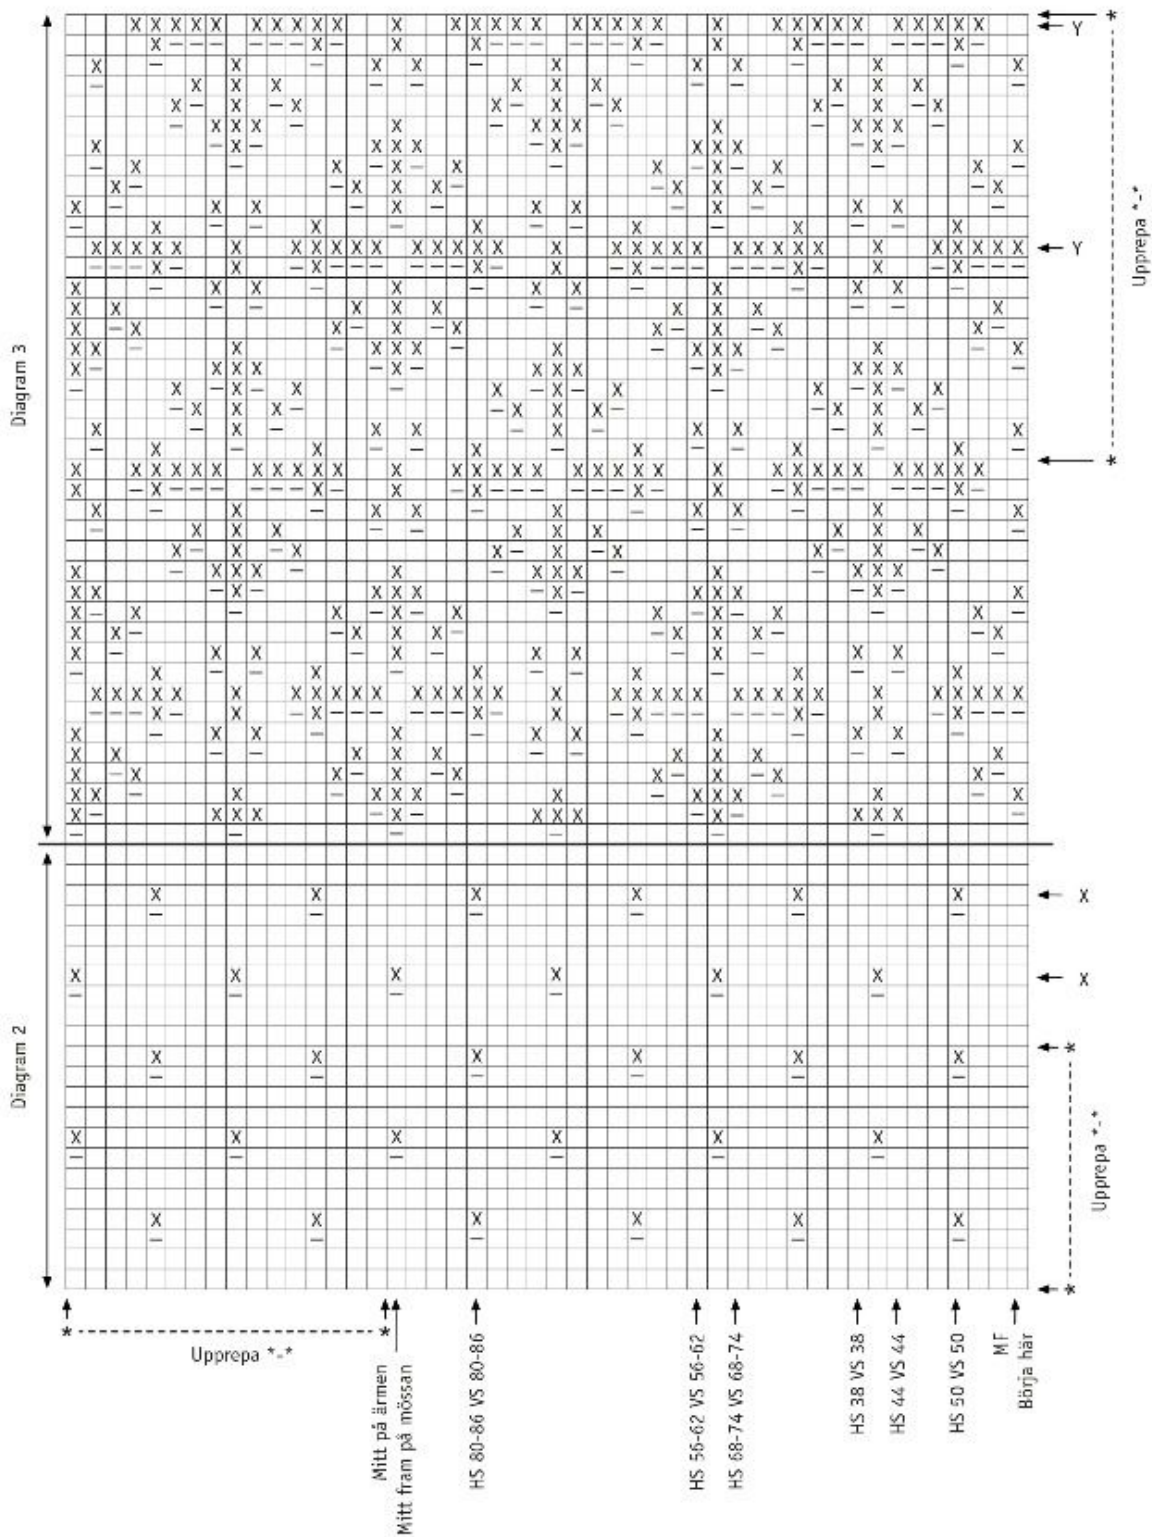 Diagram 3
Diagram 2
Y
Y
Upprepa *-*
X
X
Upprepa *-*
Upprepa *-*
Mitt på ärmen
Mitt fram på mössan
HS 80-86 VS 80-86
HS 56-62 VS 56-62
HS 68-74 VS 68-74
HS 38 VS 38
HS 44 VS 44
HS 50 VS 50
MF
Börja här